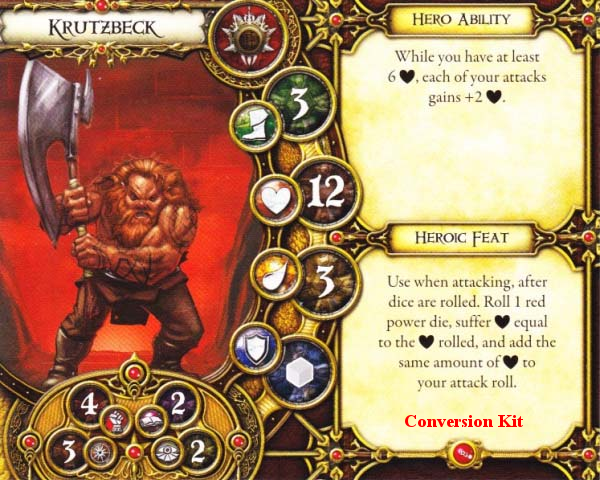 KRUTZBECK
3
12
3
4
2
3
2
HERO ABILITY
While you have at least
6 ♥, each of your attacks
gains +2 ♥.
HEROIC FEAT
Use when attacking, after
dice are rolled. Roll 1 red
power die, suffer ♥ equal
to the ♥ rolled, and add the
same amount of ♥ to
your attack roll.
Conversion Kit